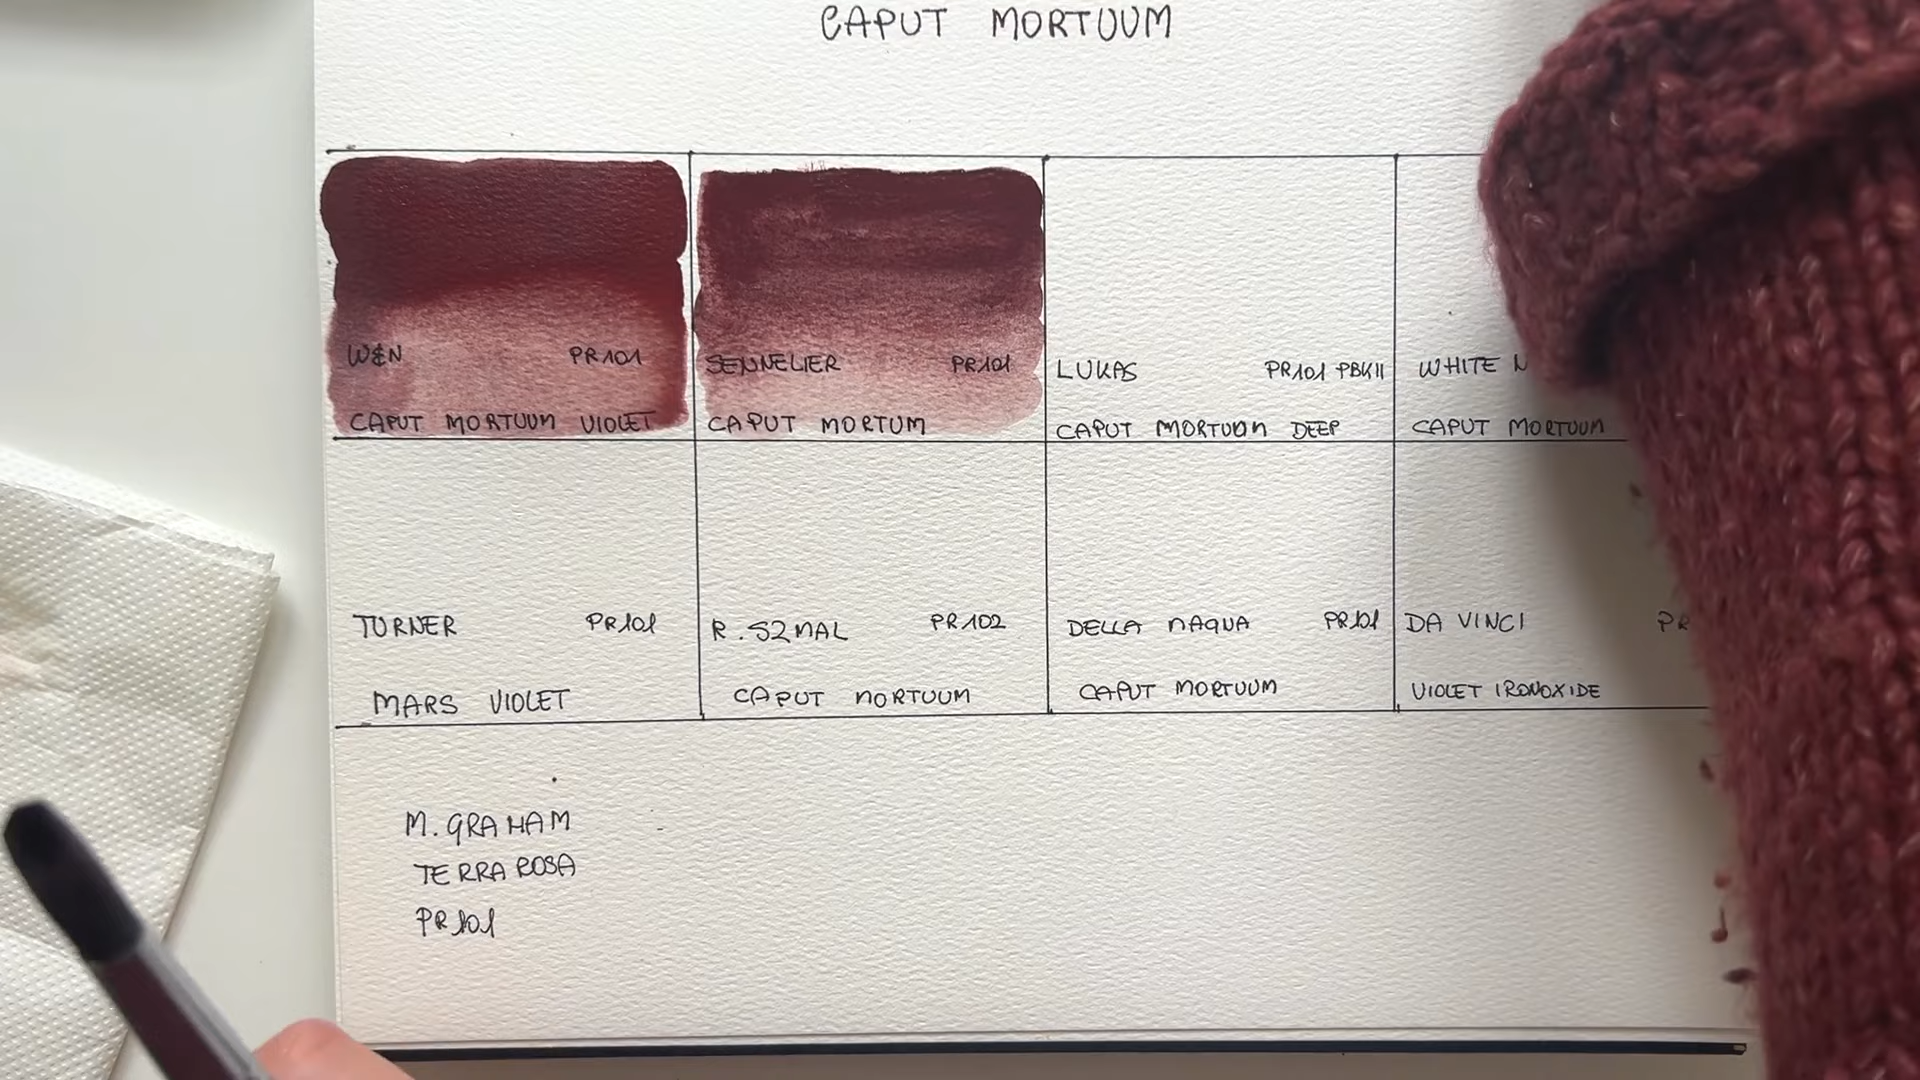 CAPUT MORTUUM
W&N PR101
CAPUT MORTUUM VIOLET
SENNELIER PR101
CAPUT MORTUM
LUKAS PR101 PBK11
CAPUT MORTUUM DEEP
WHITE N
CAPUT MORTUUM
TURNER PR101
MARS VIOLET
R.SZMAL PR102
CAPUT MORTUUM
DELLA MAQUA PR101
CAPUT MORTUUM
DA VINCI PR
VIOLET IRONOXIDE
M. GRAHAM
TERRA ROSA
PR101